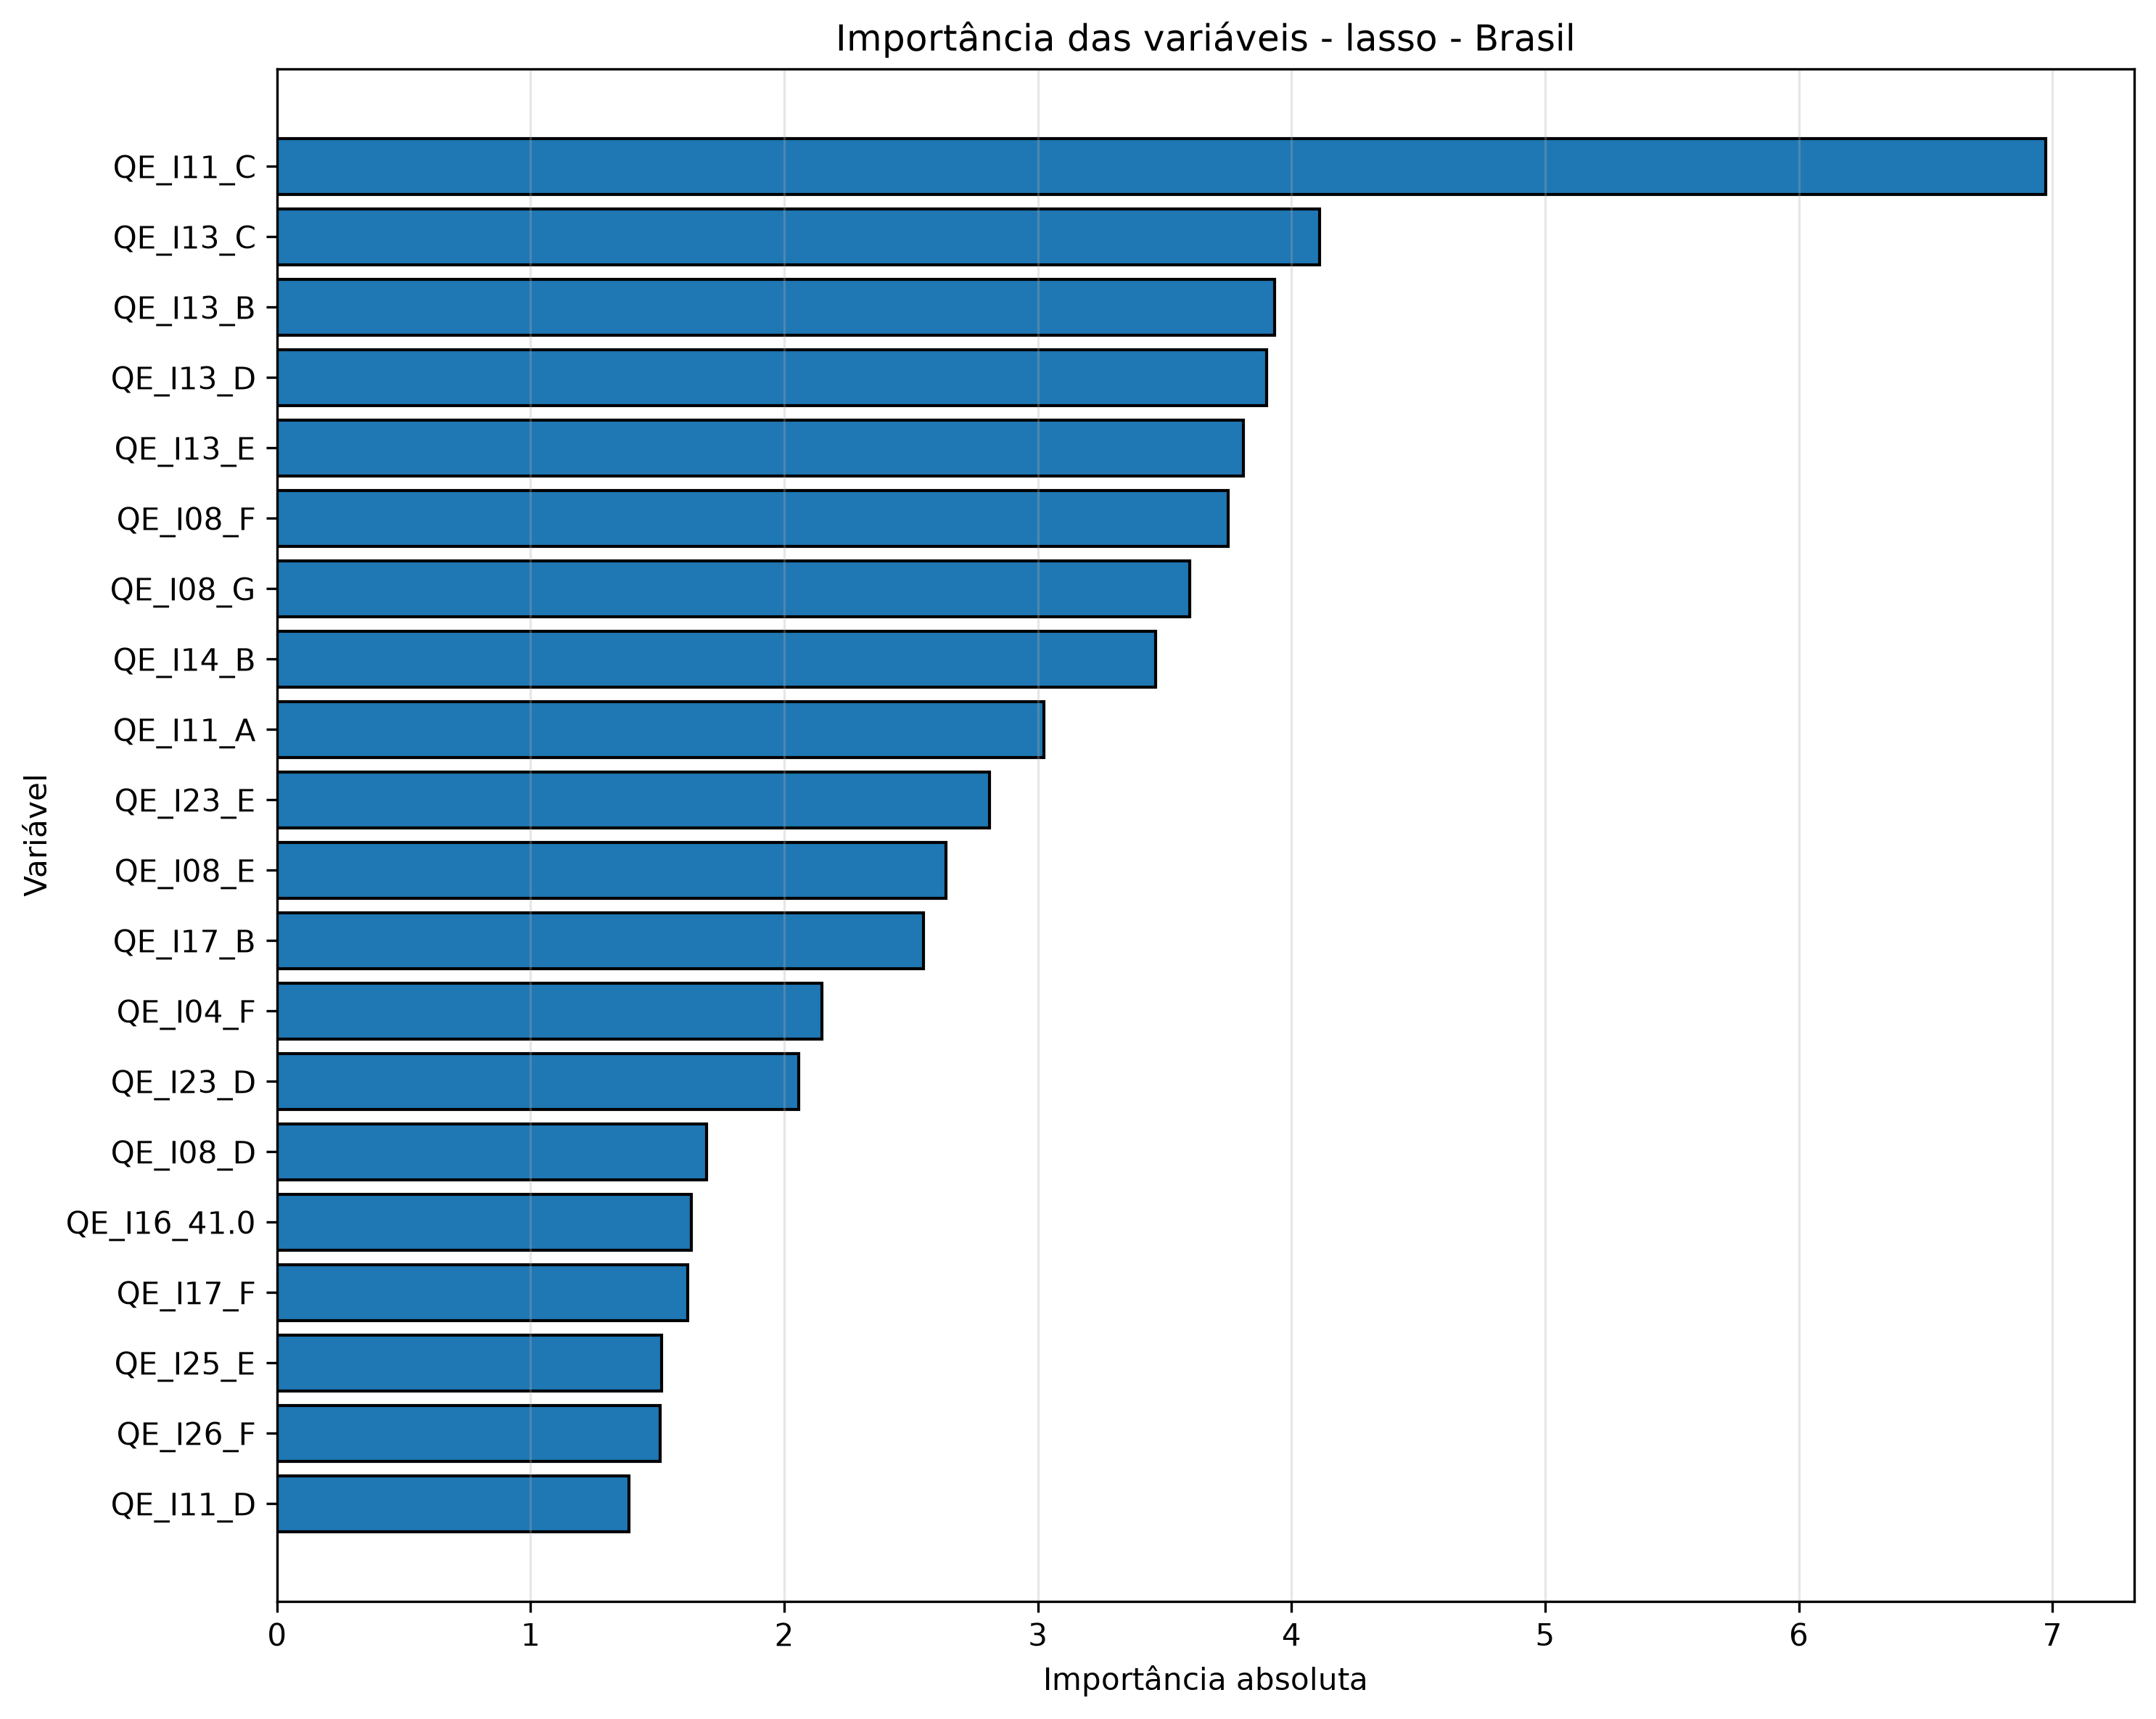 Importância das variáveis - lasso - Brasil
QE_I11_C
QE_I13_C
QE_I13_B
QE_I13_D
QE_I13_E
QE_I08_F
QE_I08_G
QE_I14_B
QE_I11_A
QE_I23_E
QE_I08_E
QE_I17_B
QE_I04_F
QE_I23_D
QE_I08_D
QE_I16_41.0
QE_I17_F
QE_I25_E
QE_I26_F
QE_I11_D
Variável
0 1 2 3 4 5 6 7
Importância absoluta